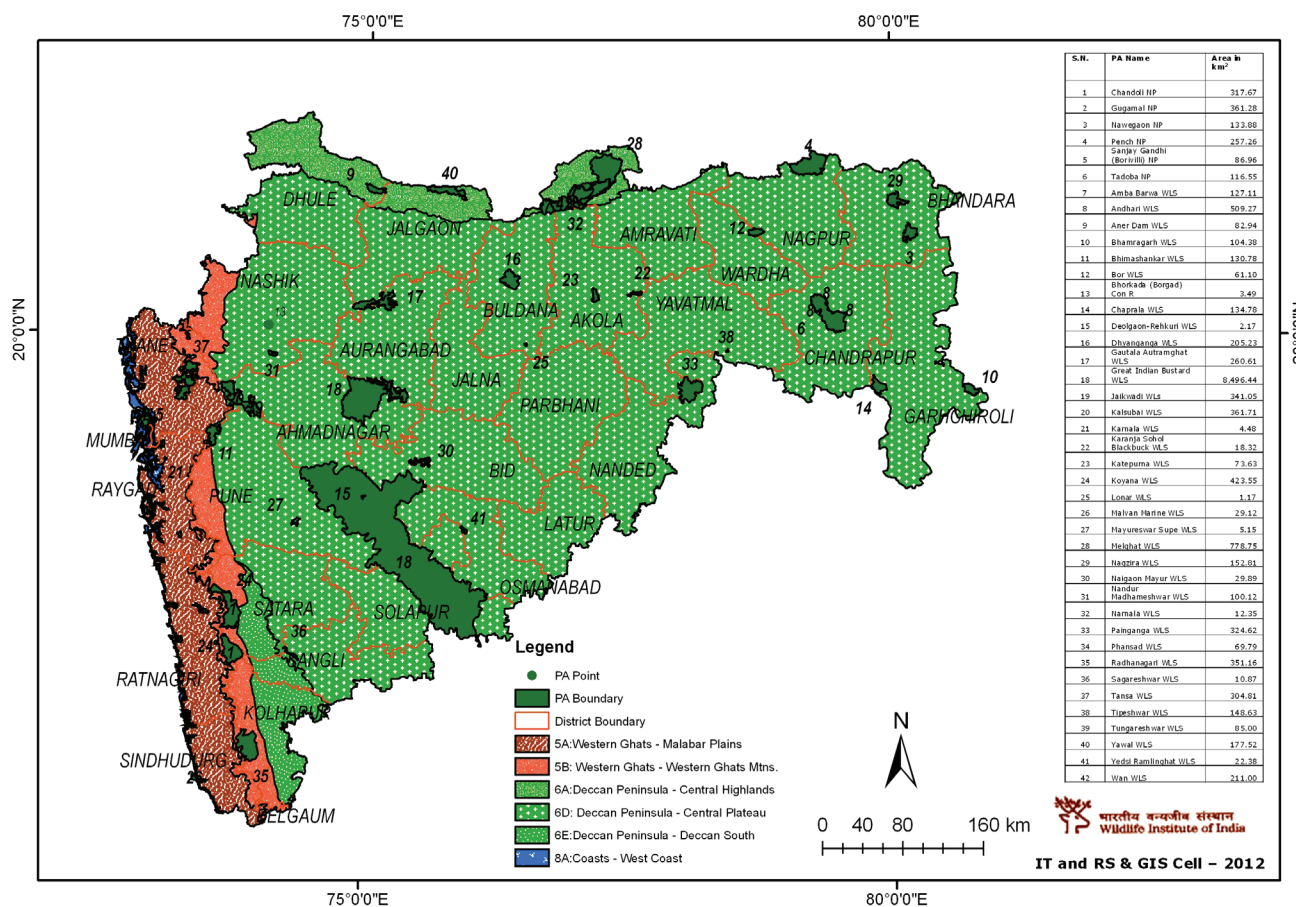 75°0'0"E 80°0'0"E
20°0'0"N
DHULE
JALGAON
NASHIK
BULDANA
AKOLA
AMRAVATI
WARDHA
NAGPUR
BHANDARA
YAVATMAL
CHANDRAPUR
AURANGABAD
JALNA
PARBHANI
AHMADNAGAR
BID
NANDED
LATUR
OSMANABAD
PUNE
SATARA
SOLAPUR
SANGLI
KOLHAPUR
RATNAGIRI
SINDHUDURG
9
40
28
4
29
3
32
12
16
23
22
17
13
37
31
25
38
6
8
8
33
14
10
18
11
21
30
27
15
41
18
24
36
24
35
Legend
PA Point
PA Boundary
District Boundary
5A:Western Ghats - Malabar Plains
5B: Western Ghats - Western Ghats Mtns.
6A:Deccan Peninsula - Central Highlands
6D: Deccan Peninsula - Central Plateau
6E:Deccan Peninsula - Deccan South
8A:Coasts - West Coast
N
0 40 80 160 km
S.N. PA Name Area in
km²
1 Chandoli NP 317.67
2 Gugamal NP 361.28
3 Nawegaon NP 133.88
4 Pench NP 257.26
5 Sanjay Gandhi
(Borivilli) NP 86.96
6 Tadoba NP 116.55
7 Amba Barwa WLS 127.11
8 Andhari WLS 509.27
9 Aner Dam WLS 82.94
10 Bhamragarh WLS 104.38
11 Bhimashankar WLS 130.78
12 Bor WLS 61.10
13 Bhorkada (Borgad)
Con R 3.49
14 Chaprala WLS 134.78
15 Deolgaon-Rehkuri WLS 2.17
16 Dhyanganga WLS 205.23
17 Gautala Autramghat
WLS 260.61
18 Great Indian Bustard
WLS 8,496.44
19 Jaikwadi WLs 341.05
20 Kalsubai WLS 361.71
21 Karnala WLS 4.48
22 Karanja Sohol
Blackbuck WLS 18.32
23 Katepurna WLS 73.63
24 Koyana WLS 423.55
25 Lonar WLS 1.17
26 Malvan Marine WLS 29.12
27 Mayureswar Supe WLS 5.15
28 Melghat WLS 778.75
29 Nagzira WLS 152.81
30 Naigaon Mayur WLS 29.89
31 Nandur
Madhameshwar WLS 100.12
32 Narnala WLS 12.35
33 Painganga WLS 324.62
34 Phansad WLS 69.79
35 Radhanagari WLS 351.16
36 Sagareshwar WLS 10.87
37 Tansa WLS 304.81
38 Tipeshwar WLS 148.63
39 Tungareshwar WLS 85.00
40 Yawal WLS 177.52
41 Yedsi Ramlinghat WLS 22.38
42 Wan WLS 211.00
भारतीय वन्यजीव संस्थान
Wildlife Institute of India
IT and RS & GIS Cell – 2012
75°0'0"E 80°0'0"E